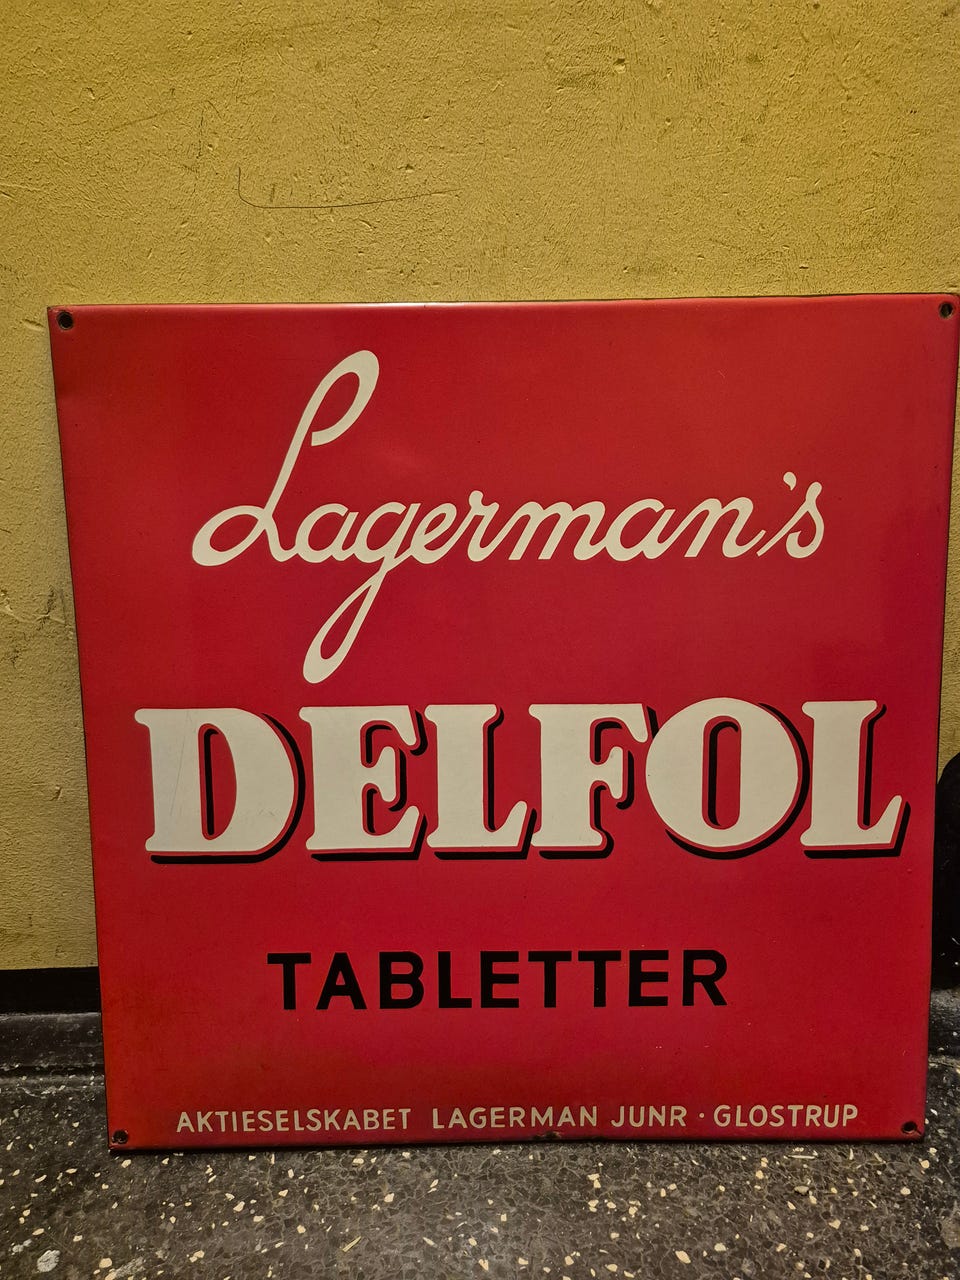 Lagerman's
DELFOL
TABLETTER
AKTIESELSKABET LAGERMAN JUNR · GLOSTRUP